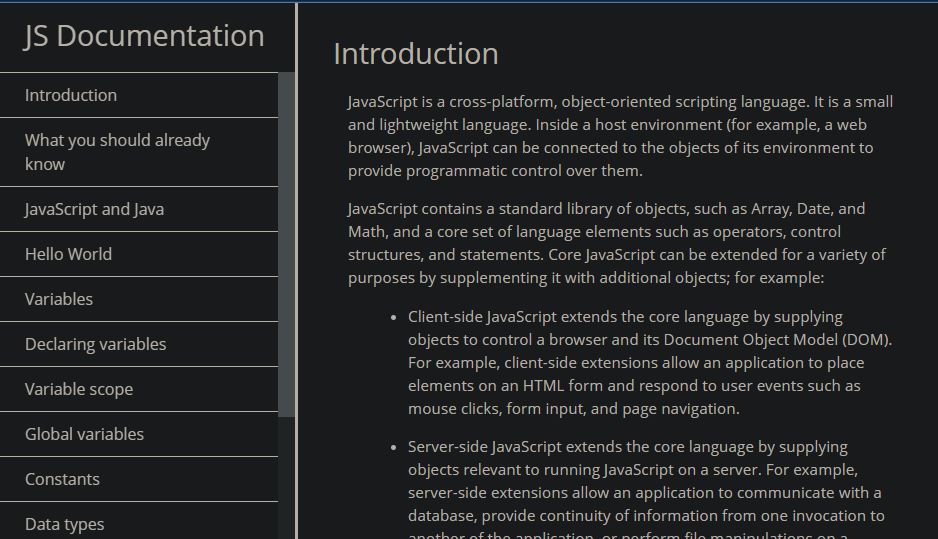 JS Documentation
Introduction
What you should already
know
JavaScript and Java
Hello World
Variables
Declaring variables
Variable scope
Global variables
Constants
Data types
Introduction
JavaScript is a cross-platform, object-oriented scripting language. It is a small
and lightweight language. Inside a host environment (for example, a web
browser), JavaScript can be connected to the objects of its environment to
provide programmatic control over them.
JavaScript contains a standard library of objects, such as Array, Date, and
Math, and a core set of language elements such as operators, control
structures, and statements. Core JavaScript can be extended for a variety of
purposes by supplementing it with additional objects; for example:
• Client-side JavaScript extends the core language by supplying
objects to control a browser and its Document Object Model (DOM).
For example, client-side extensions allow an application to place
elements on an HTML form and respond to user events such as
mouse clicks, form input, and page navigation.
• Server-side JavaScript extends the core language by supplying
objects relevant to running JavaScript on a server. For example,
server-side extensions allow an application to communicate with a
database, provide continuity of information from one invocation to
another of the application, or perform file manipulations on a